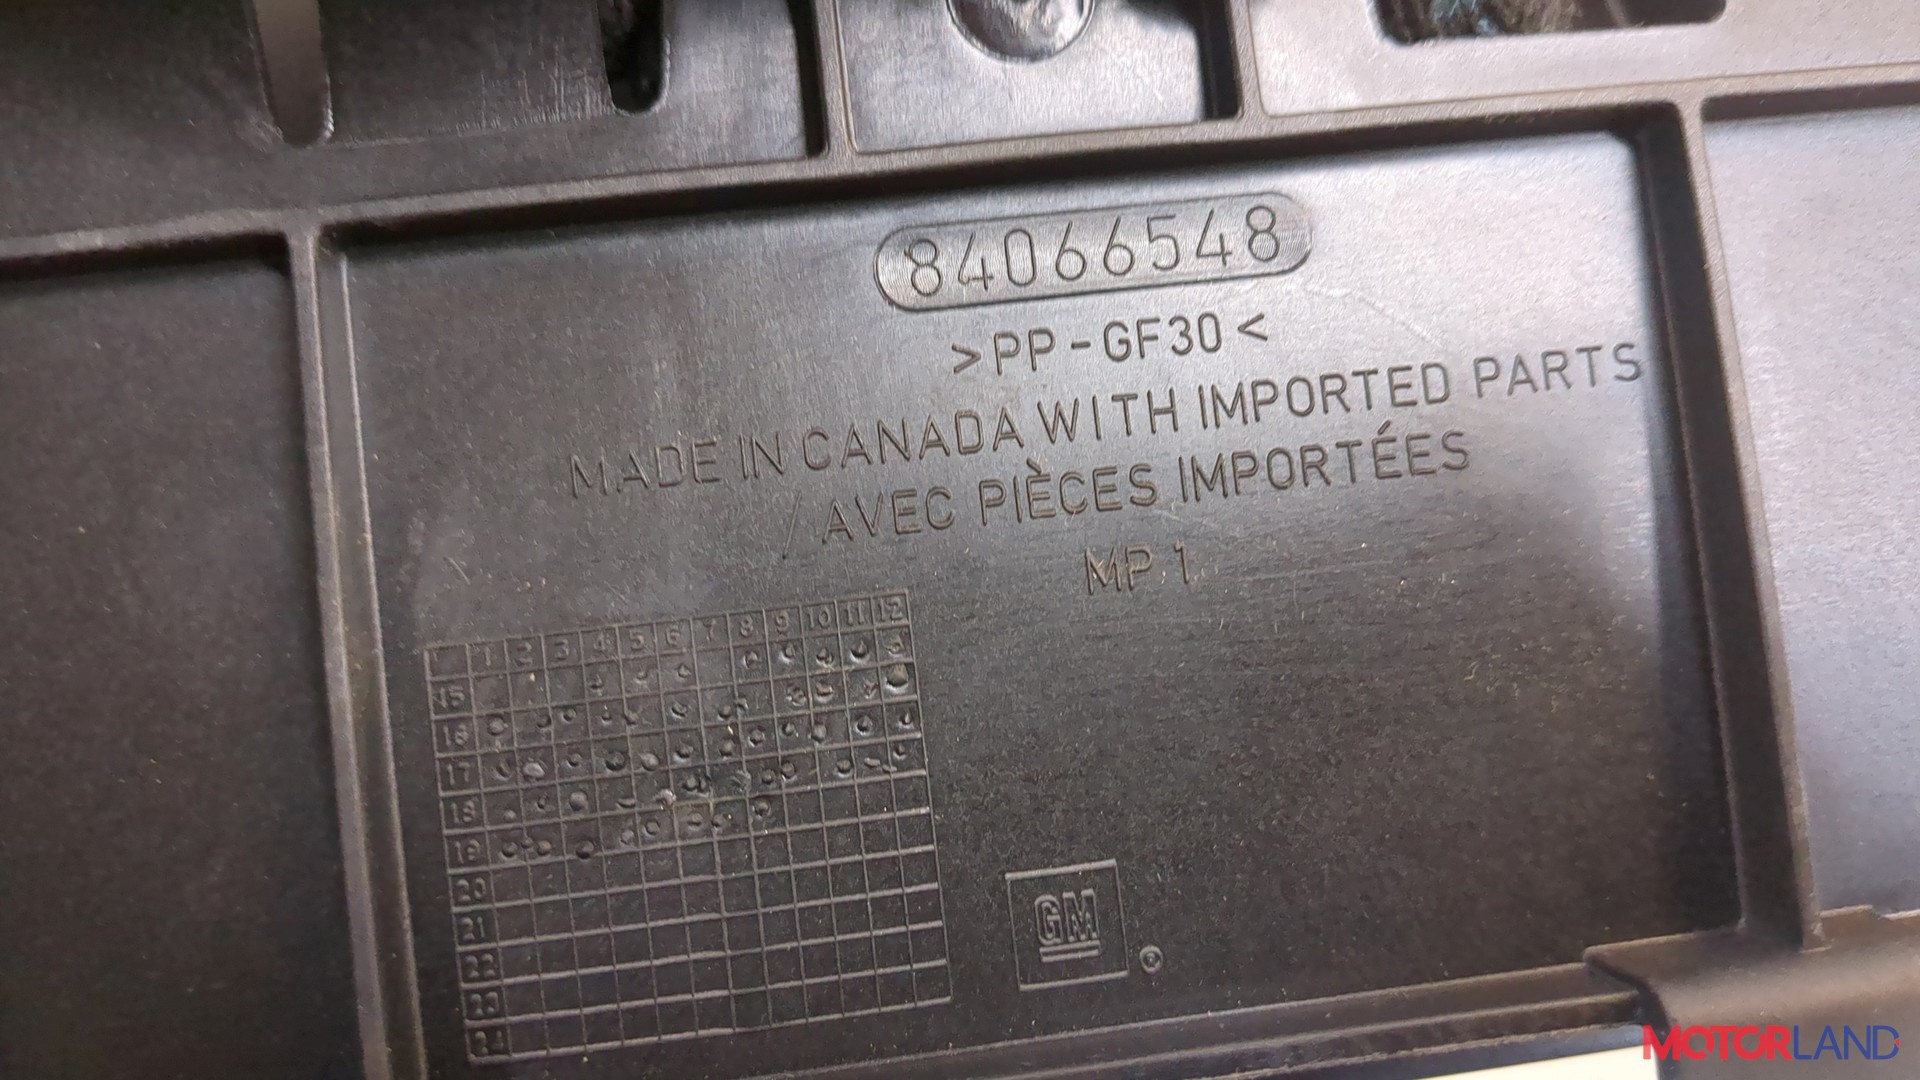 84066548
>PP-GF30<
MADE IN CANADA WITH IMPORTED PARTS
/ AVEC PIÈCES IMPORTÉES
MP 1
1 2 3 4 5 6 7 8 9 10 11 12
15
16
17
18
19
20
21
22
23
24
GM
®
MOTORLAND